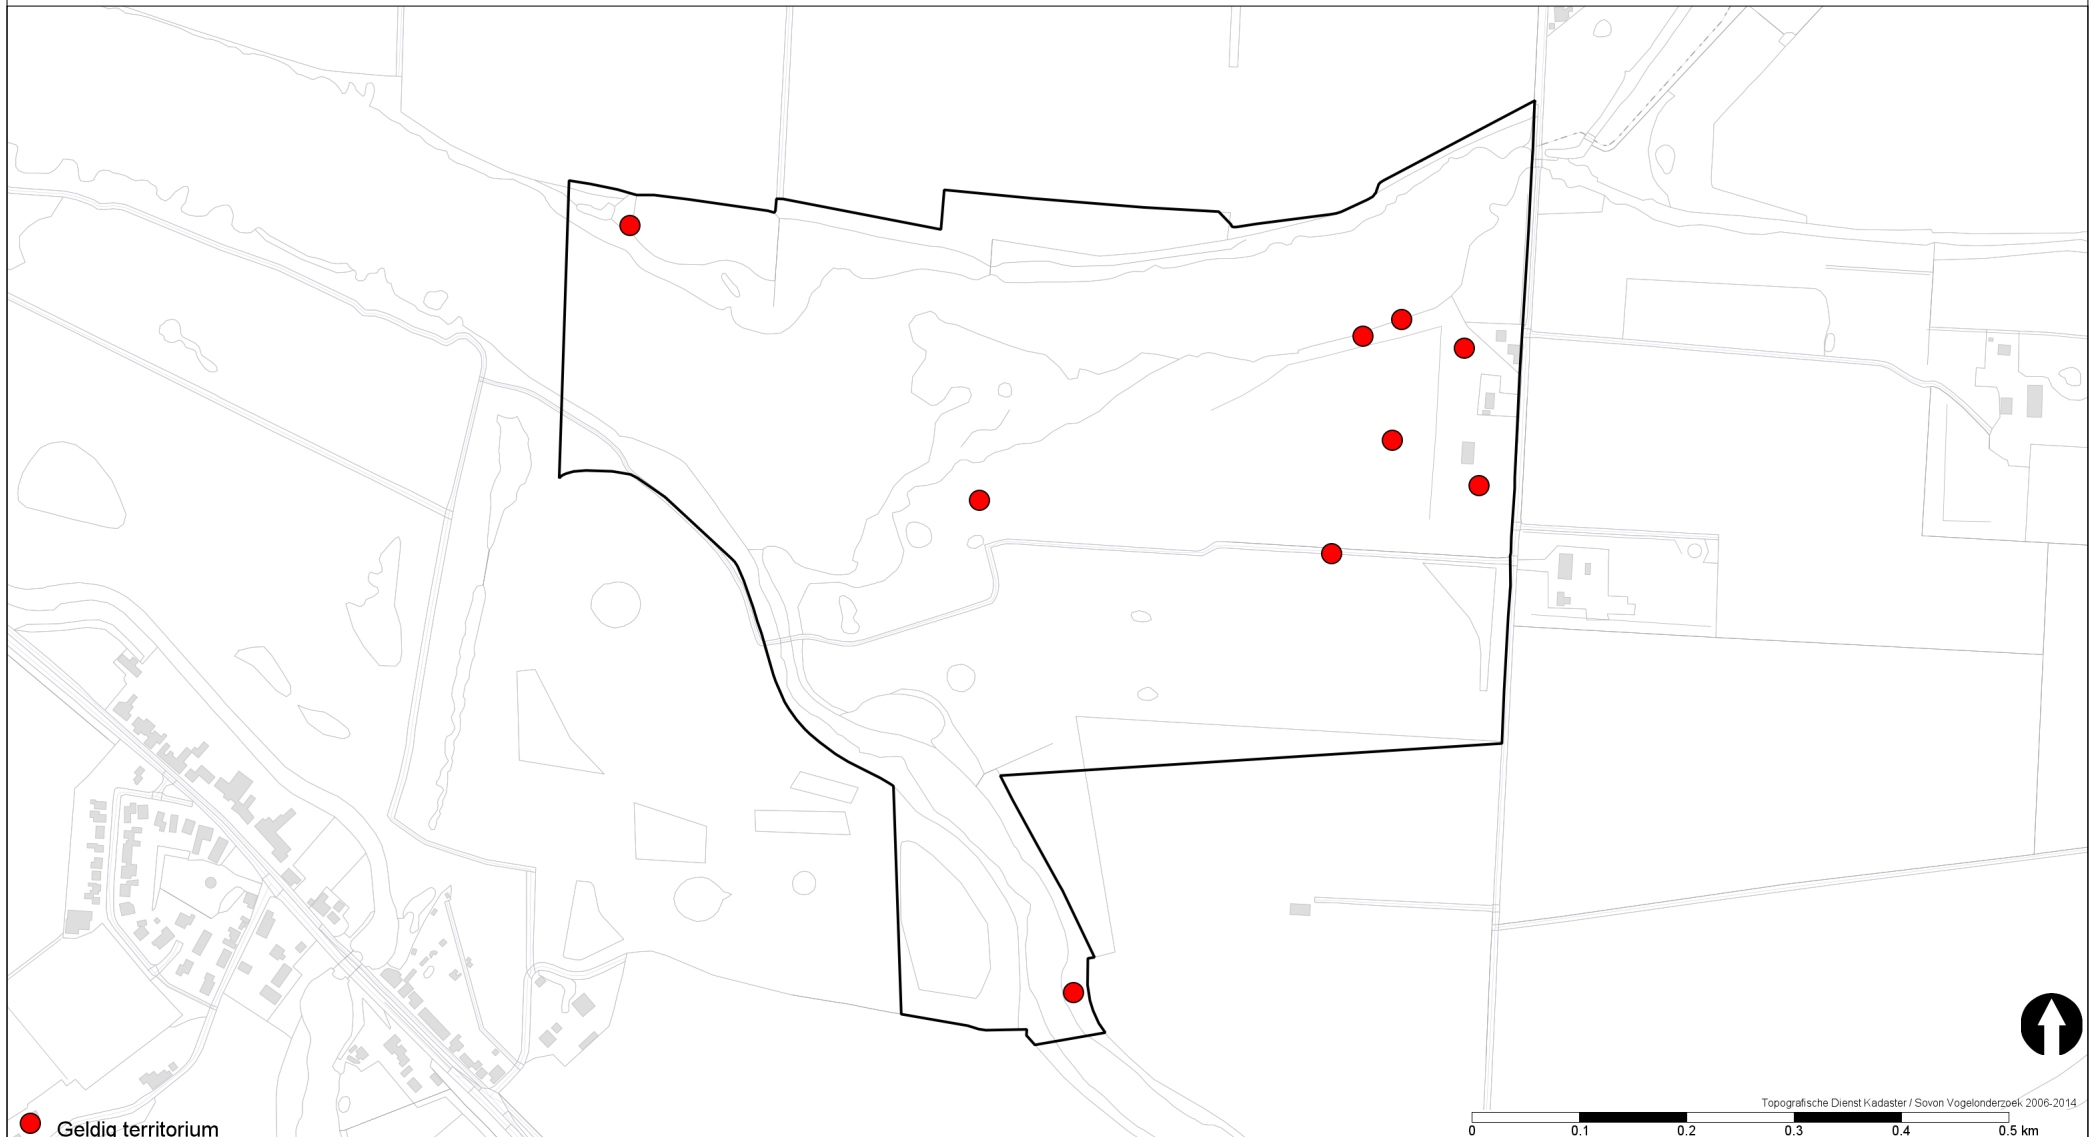 Topografische Dienst Kadaster / Sovon Vogelonderzoek 2006-2014
Geldig territorium
0 0.1 0.2 0.3 0.4 0.5 km